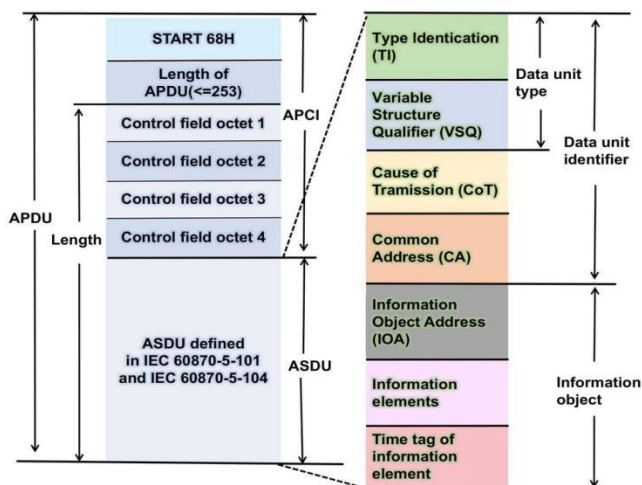 START 68H
Length of
APDU(<=253)
Control field octet 1
Control field octet 2
Control field octet 3
Control field octet 4
ASDU defined
in IEC 60870-5-101
and IEC 60870-5-104
APDU
Length
APCI
ASDU
Type Identication
(TI)
Variable
Structure
Qualifier (VSQ)
Cause of
Tramission (CoT)
Common
Address (CA)
Information
Object Address
(IOA)
Information
elements
Time tag of
information
element
Data unit
type
Data unit
identifier
Information
object